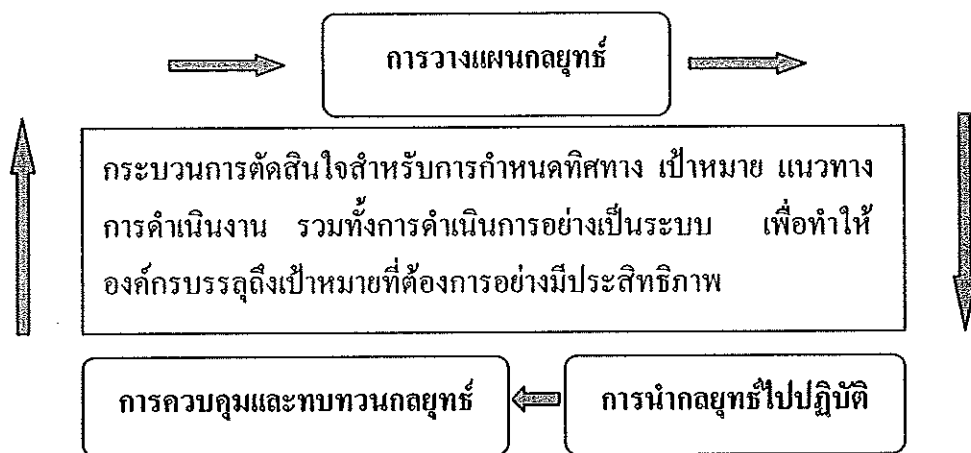 การวางแผนกลยุทธ์
กระบวนการตัดสินใจสำหรับการกำหนดทิศทาง เป้าหมาย แนวทาง
การดำเนินงาน รวมทั้งการดำเนินการอย่างเป็นระบบ เพื่อทำให้
องค์กรบรรลุถึงเป้าหมายที่ต้องการอย่างมีประสิทธิภาพ
การควบคุมและทบทวนกลยุทธ์ การนำกลยุทธ์ไปปฏิบัติ